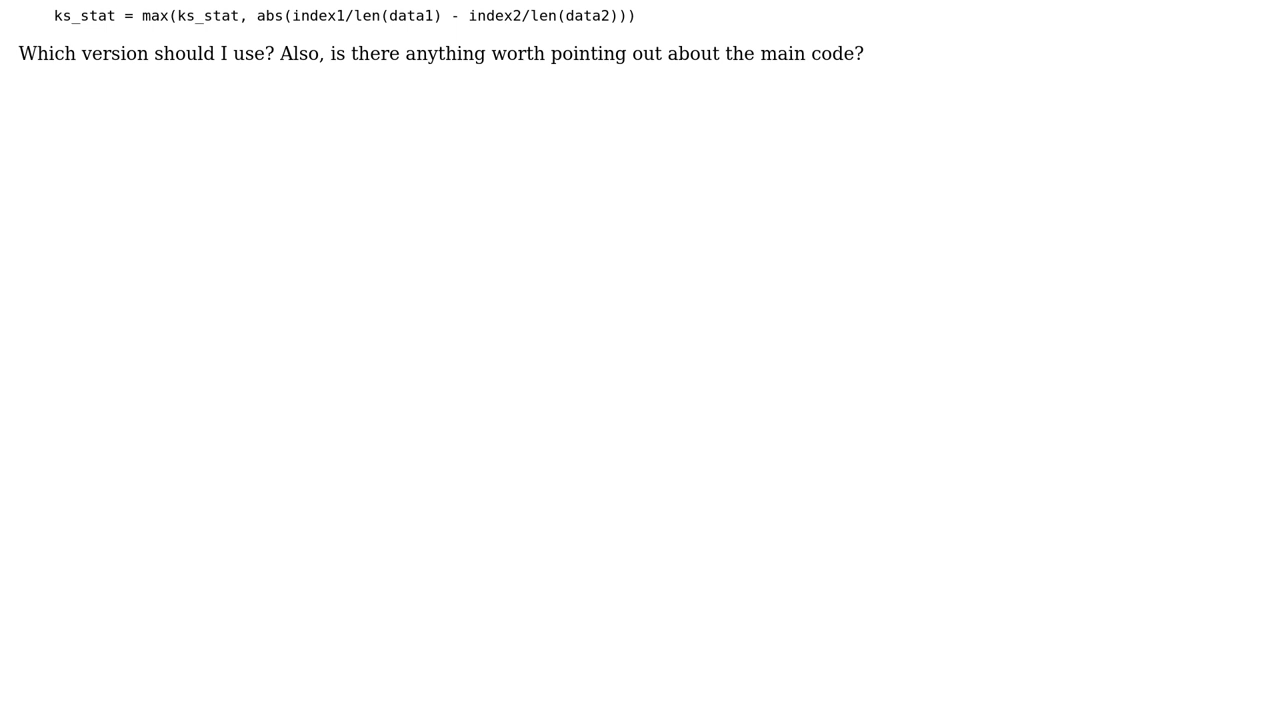 ks_stat = max(ks_stat, abs(index1/len(data1) - index2/len(data2)))
Which version should I use? Also, is there anything worth pointing out about the main code?